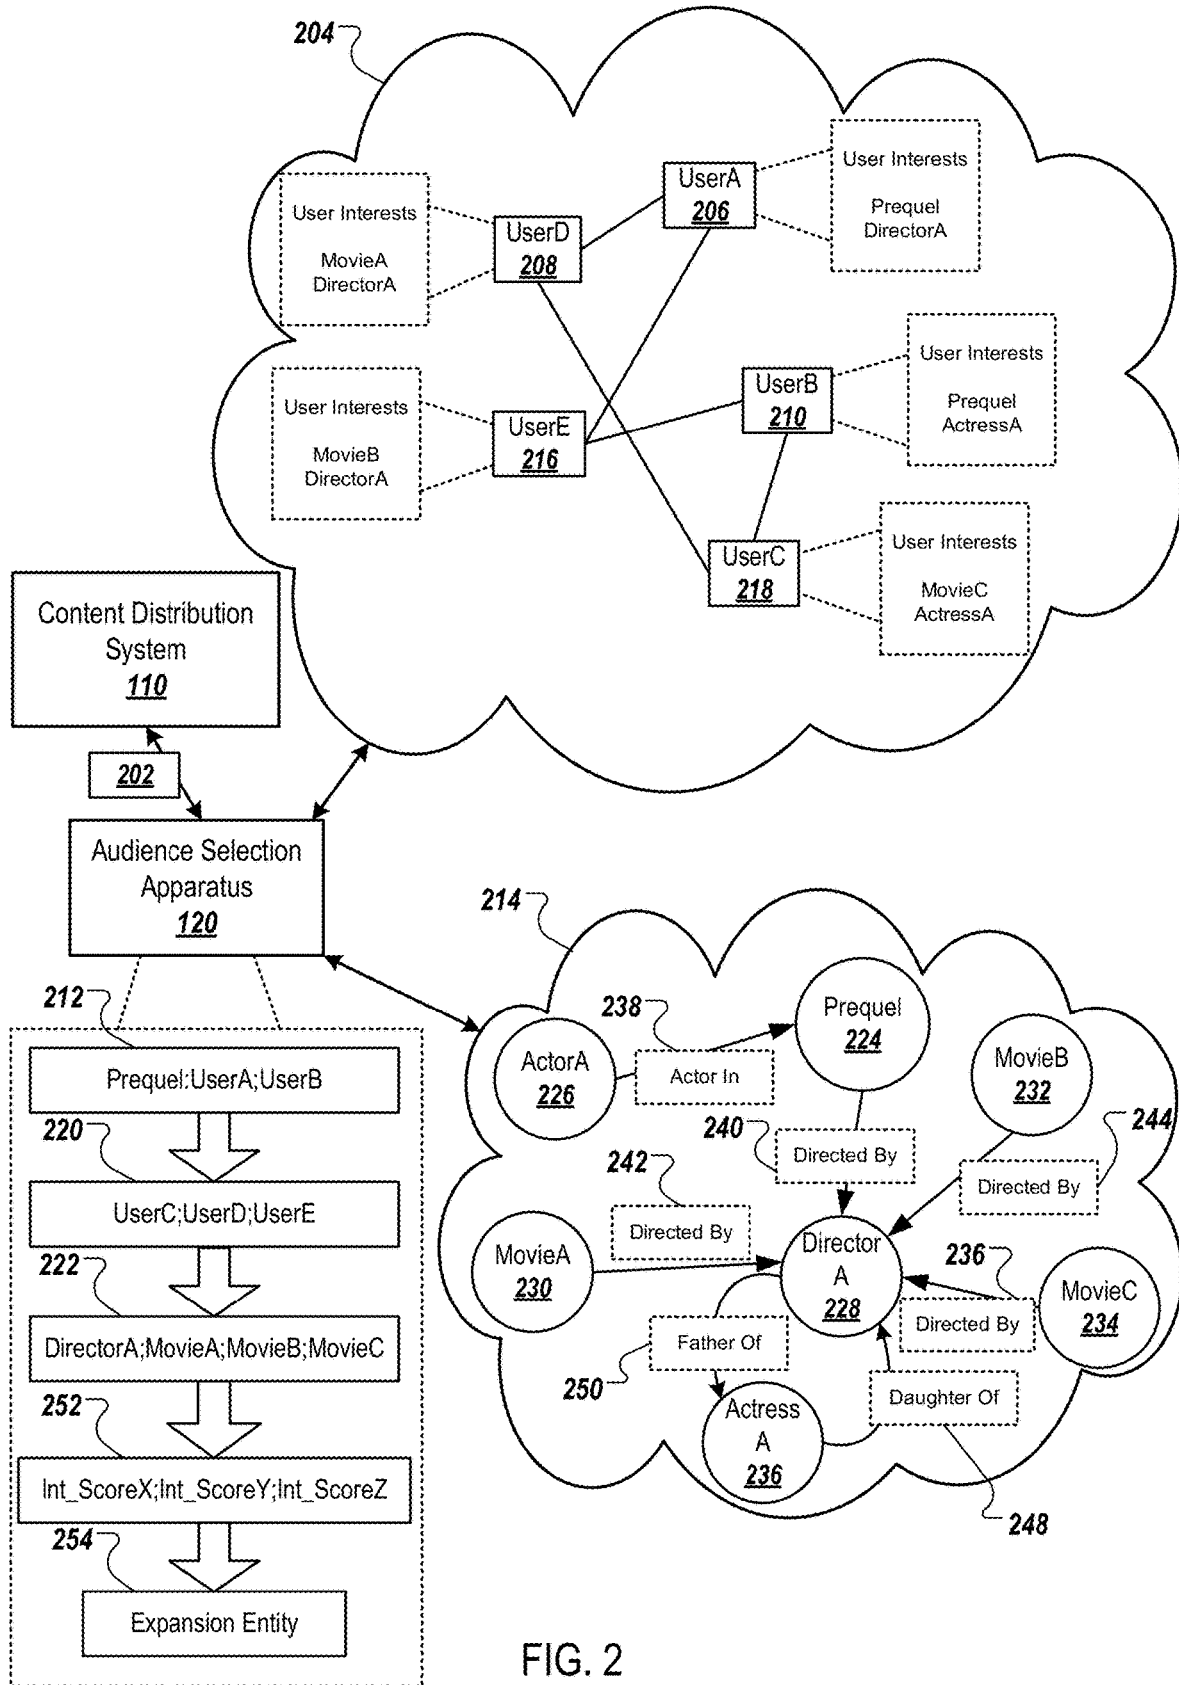 204
User Interests
Prequel
DirectorA
UserA
206
User Interests
MovieA
DirectorA
UserD
208
User Interests
Prequel
ActressA
UserB
210
User Interests
MovieB
DirectorA
UserE
216
UserC
218
User Interests
MovieC
ActressA
Content Distribution
System
110
202
Audience Selection
Apparatus
120
212
Prequel:UserA;UserB
220
UserC;UserD;UserE
222
DirectorA;MovieA;MovieB;MovieC
252
Int_ScoreX;Int_ScoreY;Int_ScoreZ
254
Expansion Entity
214
238
Prequel
224
ActorA
226
Actor In
MovieB
232
240
Directed By
244
Directed By
242
Directed By
MovieA
230
Director
A
228
236
Directed By
MovieC
234
Father Of
250
Actress
A
236
Daughter Of
248
FIG. 2